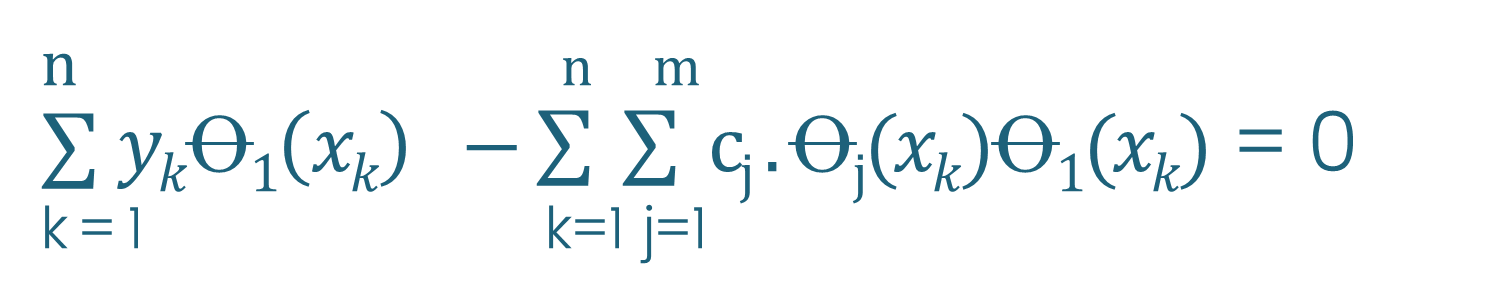 n n m
∑ yₖϴ₁(xₖ) − ∑ ∑ cⱼ.ϴⱼ(xₖ)ϴ₁(xₖ) = 0
k = 1 k=1 j=1